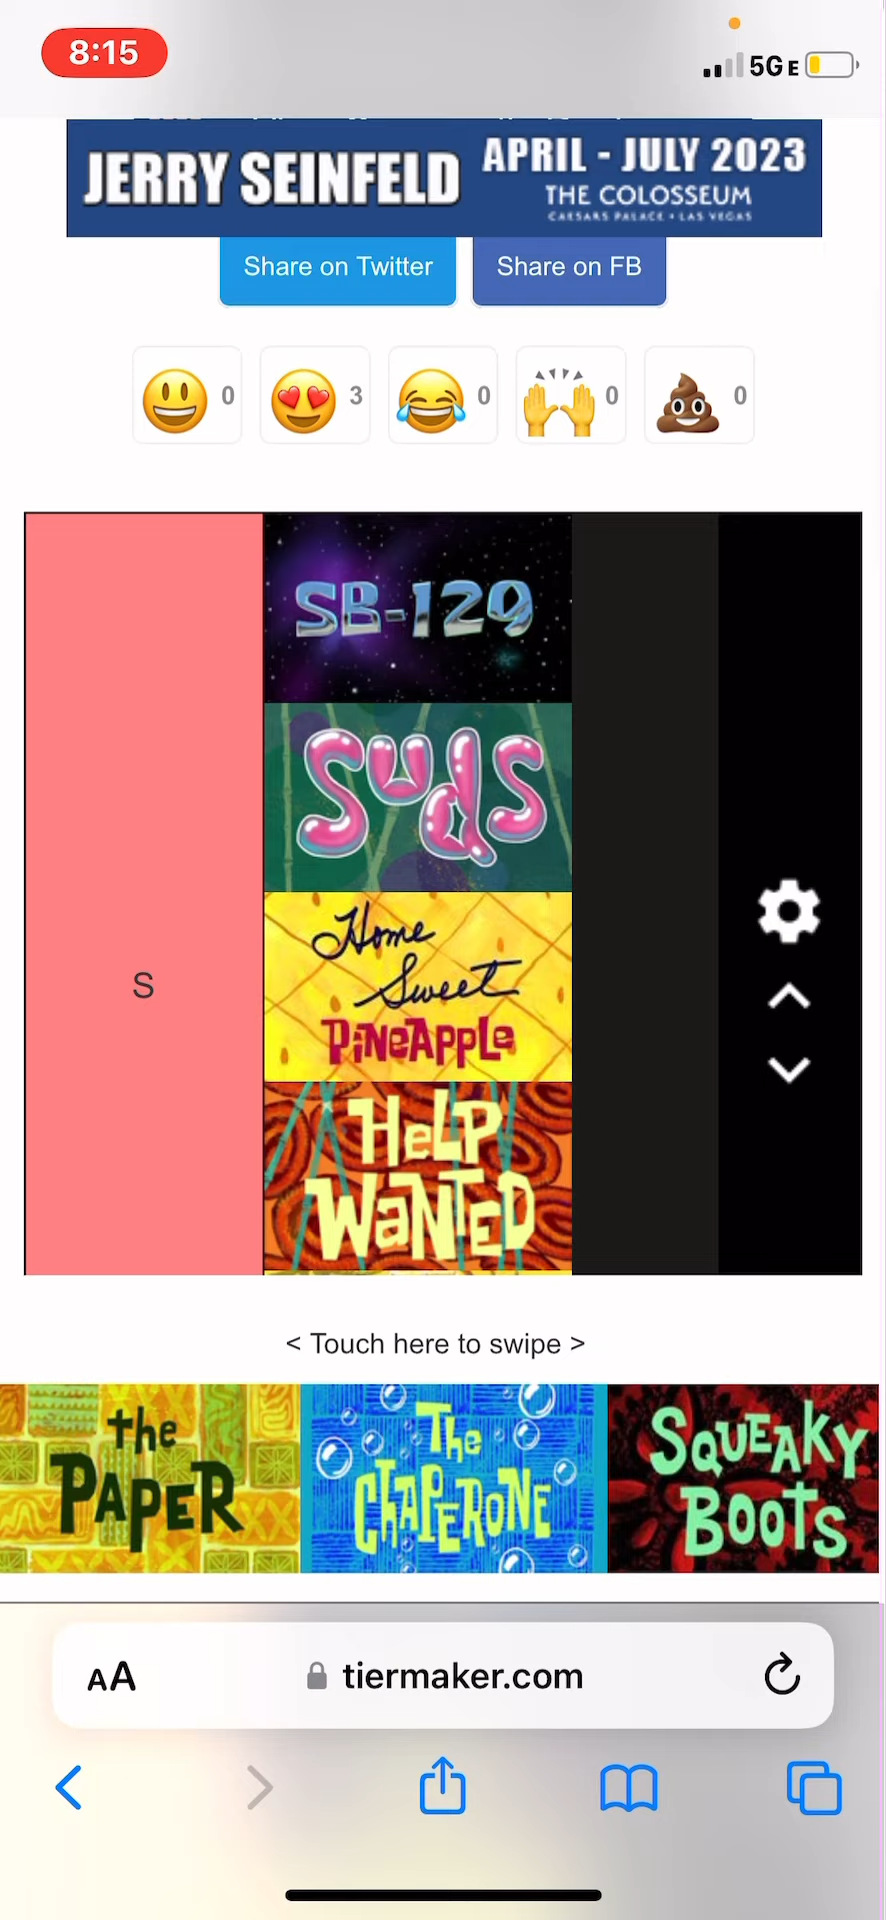 8:15
5GE
JERRY SEINFELD
APRIL - JULY 2023
THE COLOSSEUM
CAESARS PALACE • LAS VEGAS
Share on Twitter
Share on FB
0
3
0
0
0
SB-129
SUdS
S
Home
Sweet
PiNeAPPLe
HeLP
WaNTED
< Touch here to swipe >
the
PAPER
The
CHAPERONE
SQUEAKY
BOOTS
AA
tiermaker.com